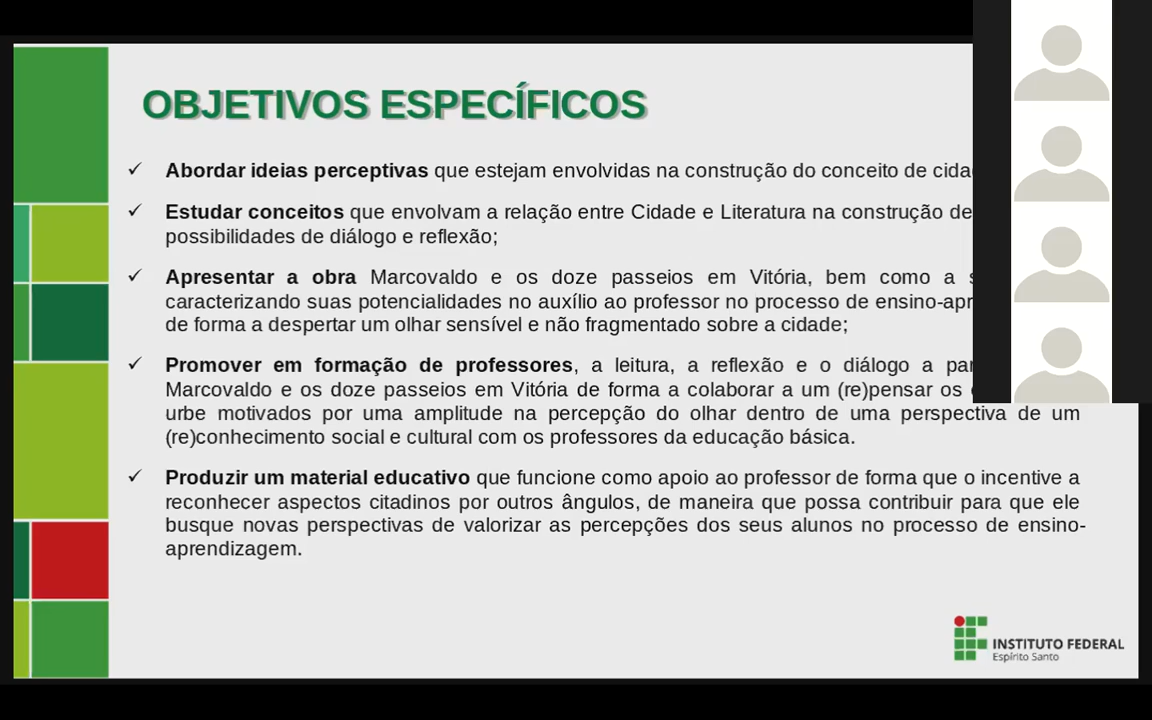 OBJETIVOS ESPECÍFICOS
Abordar ideias perceptivas que estejam envolvidas na construção do conceito de
Estudar conceitos que envolvam a relação entre Cidade e Literatura na construção de
possibilidades de diálogo e reflexão;
Apresentar a obra Marcovaldo e os doze passeios em Vitória, bem como a
caracterizando suas potencialidades no auxílio ao professor no processo de
de forma a despertar um olhar sensível e não fragmentado sobre a cidade;
Promover em formação de professores, a leitura, a reflexão e o diálogo a
Marcovaldo e os doze passeios em Vitória de forma a colaborar a um (re)pensar os
urbe motivados por uma amplitude na percepção do olhar dentro de uma perspectiva de um
(re)conhecimento social e cultural com os professores da educação básica.
Produzir um material educativo que funcione como apoio ao professor de forma que o incentive a
reconhecer aspectos citadinos por outros ângulos, de maneira que possa contribuir para que ele
busque novas perspectivas de valorizar as percepções dos seus alunos no processo de ensino-
aprendizagem.
INSTITUTO FEDERAL
Espírito Santo